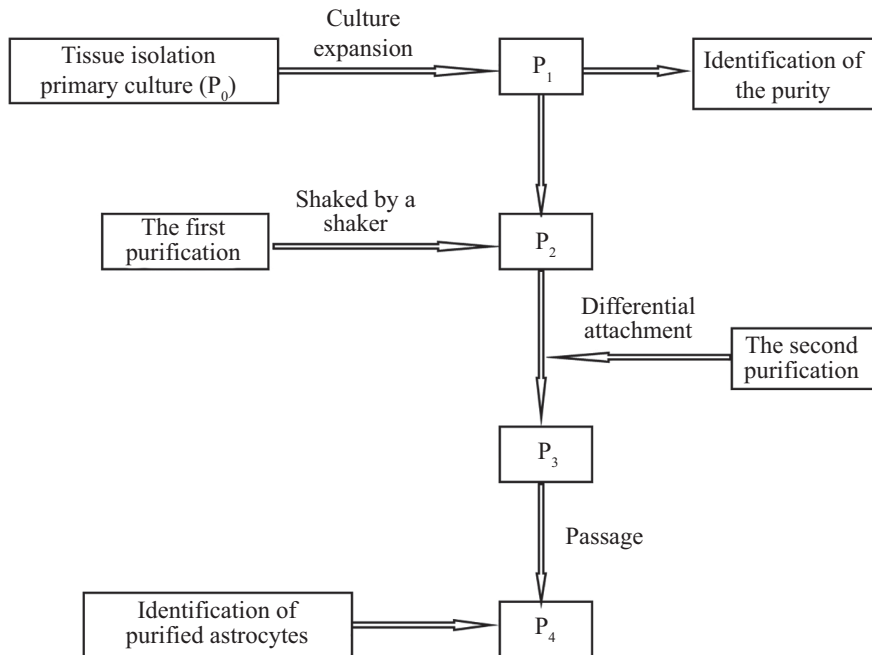 Culture
expansion
Tissue isolation
primary culture (P₀)
P₁
Identification of
the purity
Shaked by a
shaker
The first
purification
P₂
Differential
attachment
The second
purification
P₃
Passage
Identification of
purified astrocytes
P₄